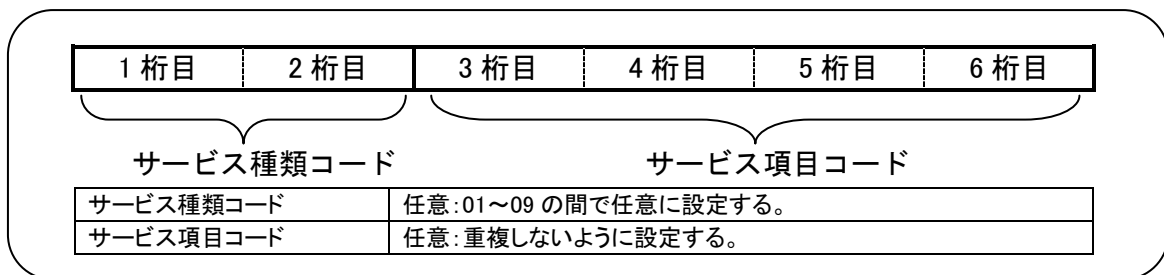 1 桁目 2 桁目 3 桁目 4 桁目 5 桁目 6 桁目
サービス種類コード サービス項目コード
サービス種類コード 任意:01~09 の間で任意に設定する。
サービス項目コード 任意:重複しないように設定する。